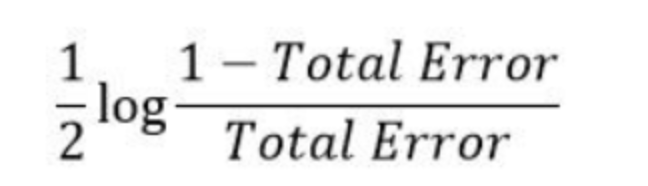 1/2 log (1 − Total Error)/(Total Error)